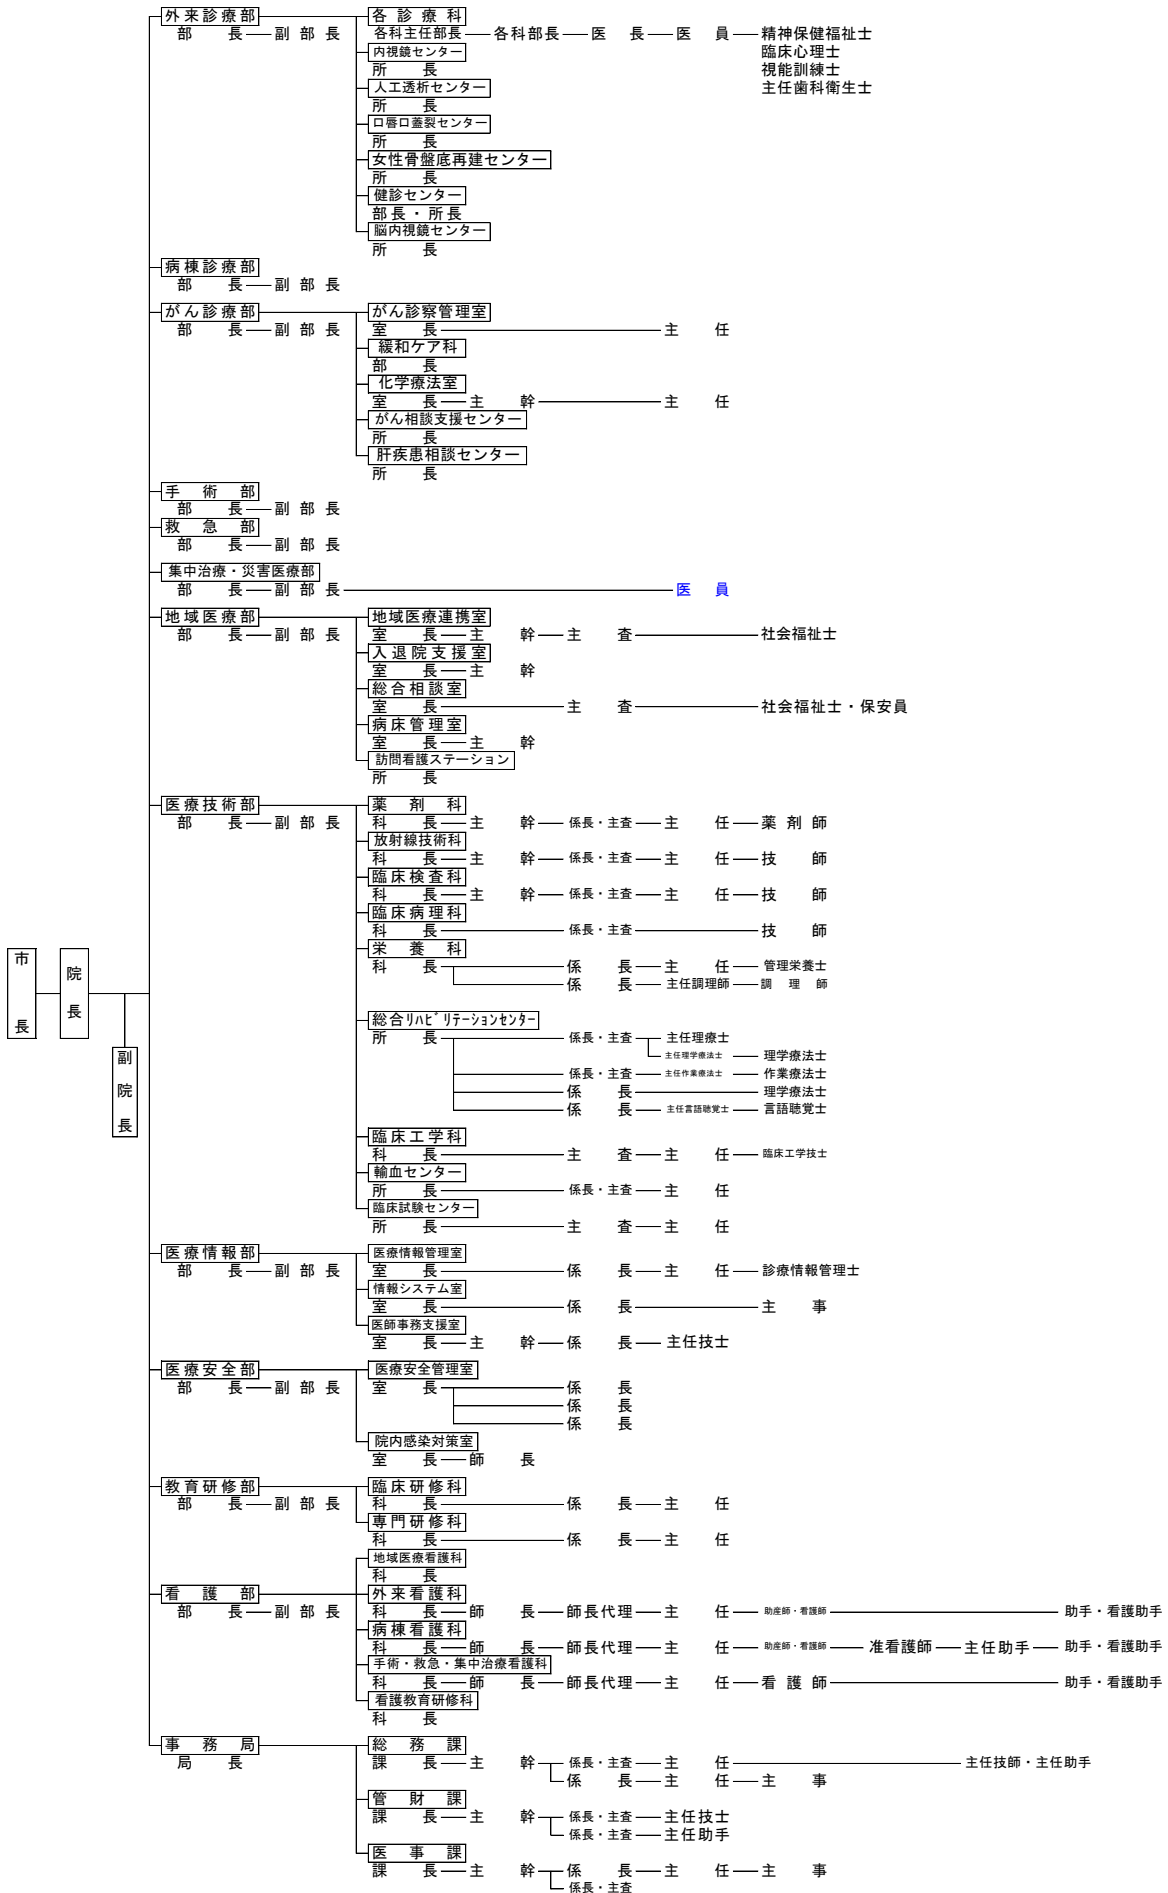 外来診療部 各診療科
部長 副部長 各科主任部長 各科部長 医長 医員 精神保健福祉士
内視鏡センター 臨床心理士
所長 視能訓練士
人工透析センター 主任歯科衛生士
所長
口唇口蓋裂センター
所長
女性骨盤底再建センター
所長
健診センター
部長・所長
脳内視鏡センター
所長
病棟診療部
部長 副部長
がん診療部 がん診察管理室
部長 副部長 室長 主任
緩和ケア科
部長
化学療法室
室長 主幹 主任
がん相談支援センター
所長
肝疾患相談センター
所長
手術部
部長 副部長
救急部
部長 副部長
集中治療・災害医療部
部長 副部長 医員
地域医療部 地域医療連携室
部長 副部長 室長 主幹 主査 社会福祉士
入退院支援室
室長 主幹
総合相談室
室長 主査 社会福祉士・保安員
病床管理室
室長 主幹
訪問看護ステーション
所長
医療技術部 薬剤科
部長 副部長 科長 主幹 係長・主査 主任 薬剤師
放射線技術科
科長 主幹 係長・主査 主任 技師
臨床検査科
科長 主幹 係長・主査 主任 技師
臨床病理科
科長 係長・主査 技師
栄養科
科長 係長 主任 管理栄養士
係長 主任調理師 調理師
市長
院長
副院長
総合リハビリテーションセンター
所長 係長・主査 主任理療士
主任理学療法士 理学療法士
係長・主査 主任作業療法士 作業療法士
係長 理学療法士
係長 主任言語聴覚士 言語聴覚士
臨床工学科
科長 主査 主任 臨床工学技士
輸血センター
所長 係長・主査 主任
臨床試験センター
所長 主査 主任
医療情報部 医療情報管理室
部長 副部長 室長 係長 主任 診療情報管理士
情報システム室
室長 係長 主事
医師事務支援室
室長 主幹 係長 主任技士
医療安全部 医療安全管理室
部長 副部長 室長 係長
係長
係長
院内感染対策室
室長 師長
教育研修部 臨床研修科
部長 副部長 科長 係長 主任
専門研修科
科長 係長 主任
地域医療看護科
科長
看護部 外来看護科
部長 副部長 科長 師長 師長代理 主任 助産師・看護師 助手・看護助手
病棟看護科
科長 師長 師長代理 主任 助産師・看護師 准看護師 主任助手 助手・看護助手
手術・救急・集中治療看護科
科長 師長 師長代理 主任 看護師 助手・看護助手
看護教育研修科
科長
事務局 総務課
局長 課長 主幹 係長・主査 主任 主任技師・主任助手
係長 主任 主事
管財課
課長 主幹 係長・主査 主任技士
係長・主査 主任助手
医事課
課長 主幹 係長 主任 主事
係長・主査